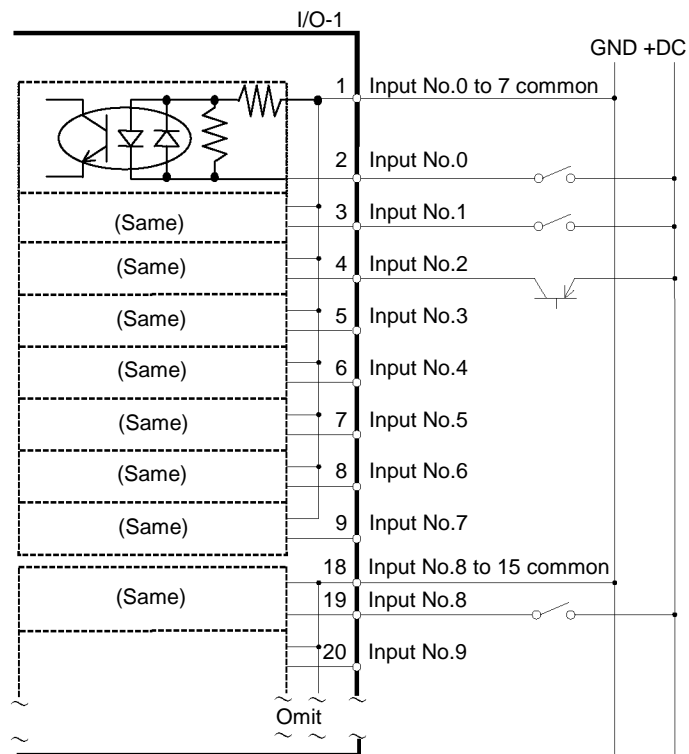 I/O-1
GND +DC
1 Input No.0 to 7 common
2 Input No.0
(Same) 3 Input No.1
(Same) 4 Input No.2
(Same) 5 Input No.3
(Same) 6 Input No.4
(Same) 7 Input No.5
(Same) 8 Input No.6
(Same) 9 Input No.7
18 Input No.8 to 15 common
(Same) 19 Input No.8
20 Input No.9
~ ~ ~ ~ ~
Omit
~ ~ ~ ~ ~